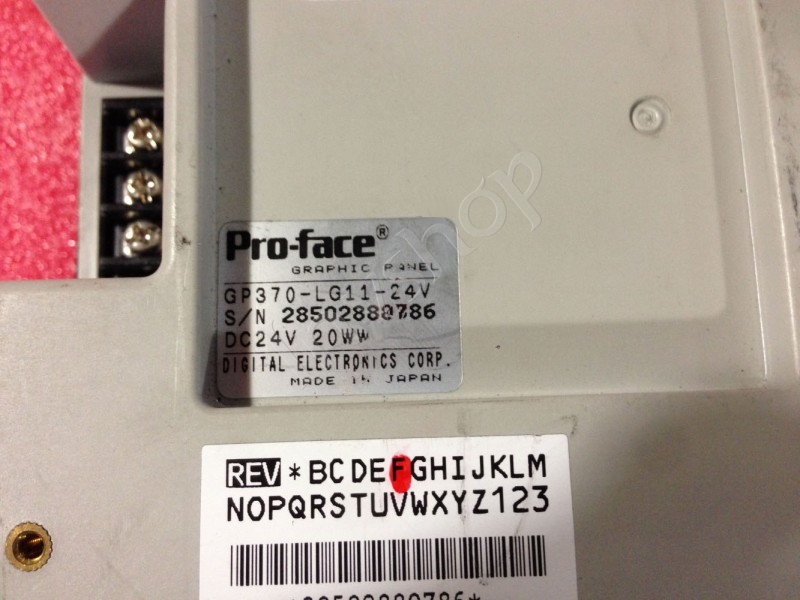 Pro-face®
GRAPHIC PANEL
GP370-LG11-24V
S/N 28502880786
DC24V 20WW
DIGITAL ELECTRONICS CORP.
MADE IN JAPAN
REV *BCDEFGHIJKLM
NOPQRSTUVWXYZ123
shop